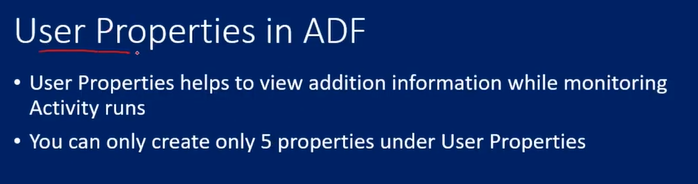 User Properties in ADF
• User Properties helps to view addition information while monitoring
Activity runs
• You can only create only 5 properties under User Properties